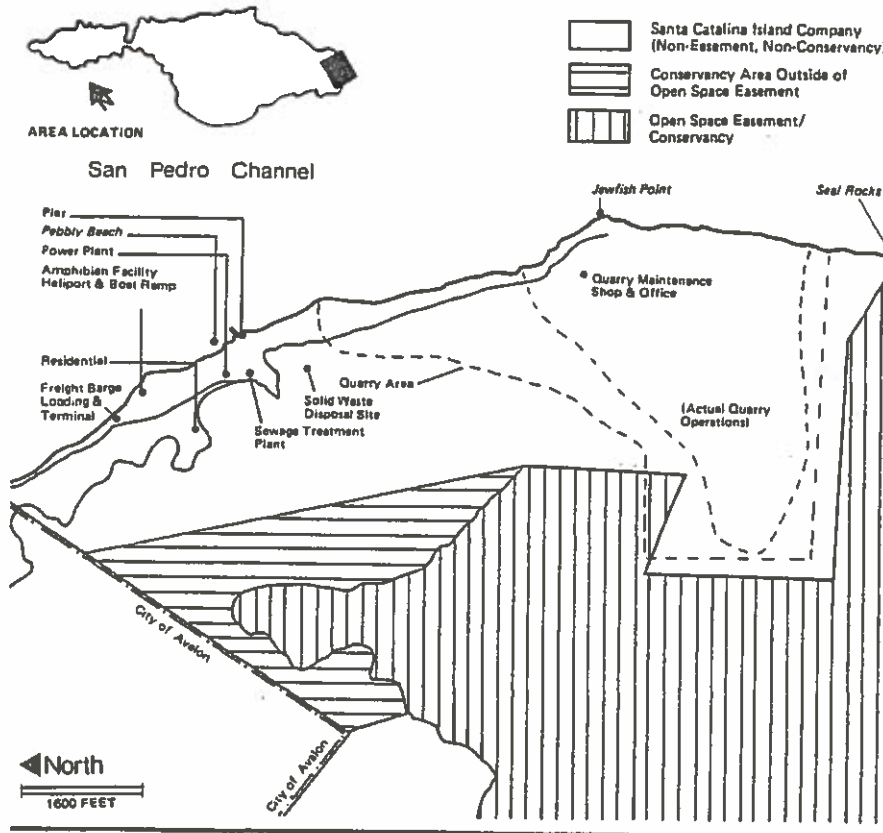 Santa Catalina Island Company
(Non-Easement, Non-Conservancy)
Conservancy Area Outside of
Open Space Easement
Open Space Easement/
Conservancy
AREA LOCATION
San Pedro Channel
Jewfish Point
Seal Rocks
Pier
Pebbly Beach
Power Plant
Amphibian Facility
Heliport & Boat Ramp
Quarry Maintenance
Shop & Office
Residential
Freight Barge
Loading &
Terminal
Quarry Area
Solid Waste
Disposal Site
Sewage Treatment
Plant
(Actual Quarry
Operations)
City of Avalon
City of Avalon
North
1600 FEET